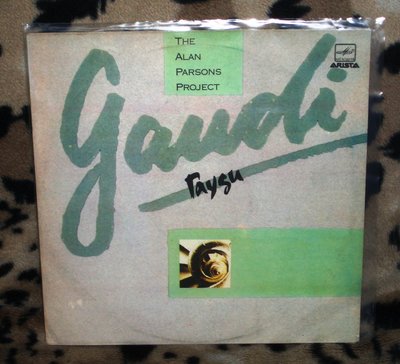 THE
ALAN
PARSONS
PROJECT
ARISTA
Gaudi
Гауди